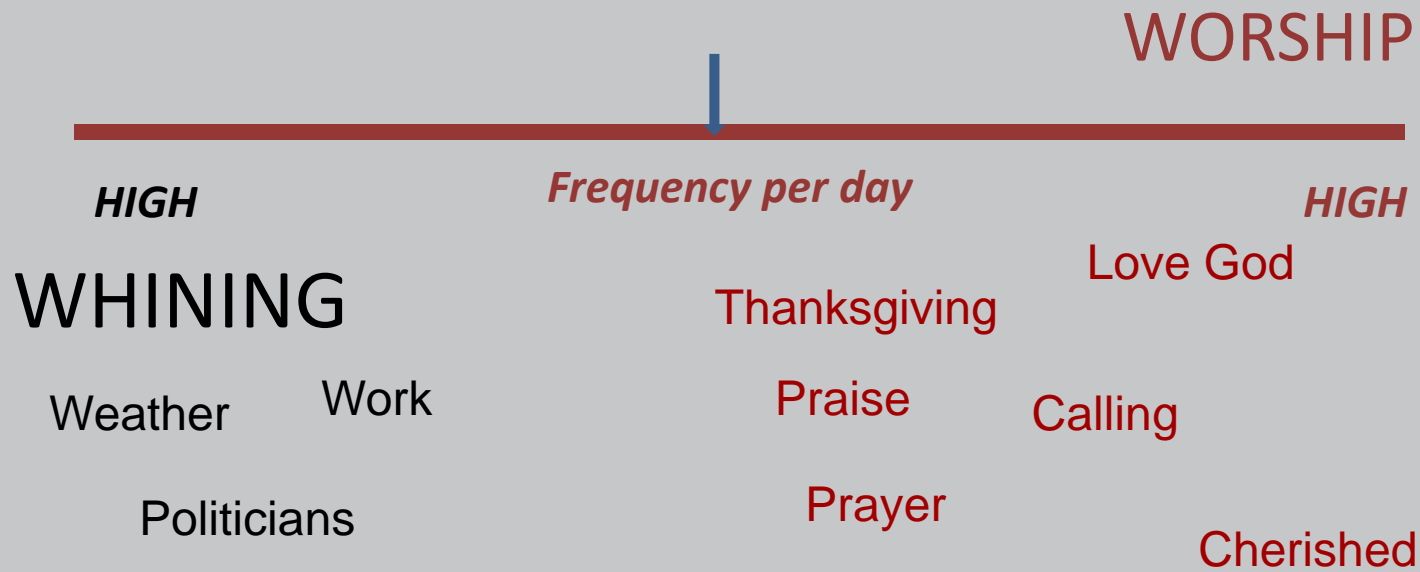 WORSHIP
HIGH
Frequency per day
HIGH
WHINING
Love God
Thanksgiving
Weather
Work
Praise
Calling
Politicians
Prayer
Cherished